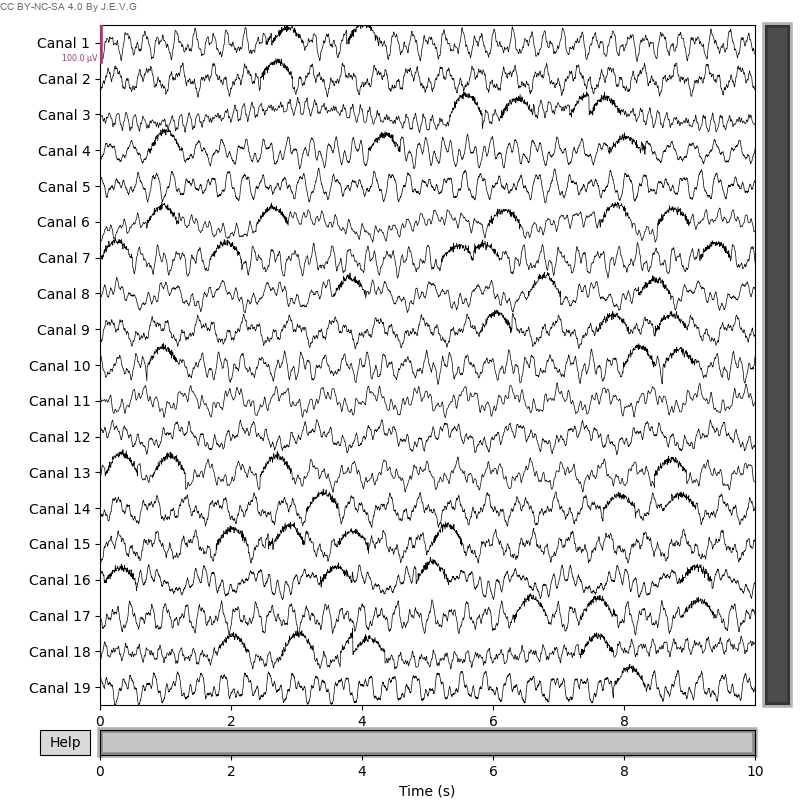 CC BY-NC-SA 4.0 By J.E.V.G
Canal 1
100.0 µV
Canal 2
Canal 3
Canal 4
Canal 5
Canal 6
Canal 7
Canal 8
Canal 9
Canal 10
Canal 11
Canal 12
Canal 13
Canal 14
Canal 15
Canal 16
Canal 17
Canal 18
Canal 19
0 2 4 6 8
Help
0 2 4 6 8 10
Time (s)